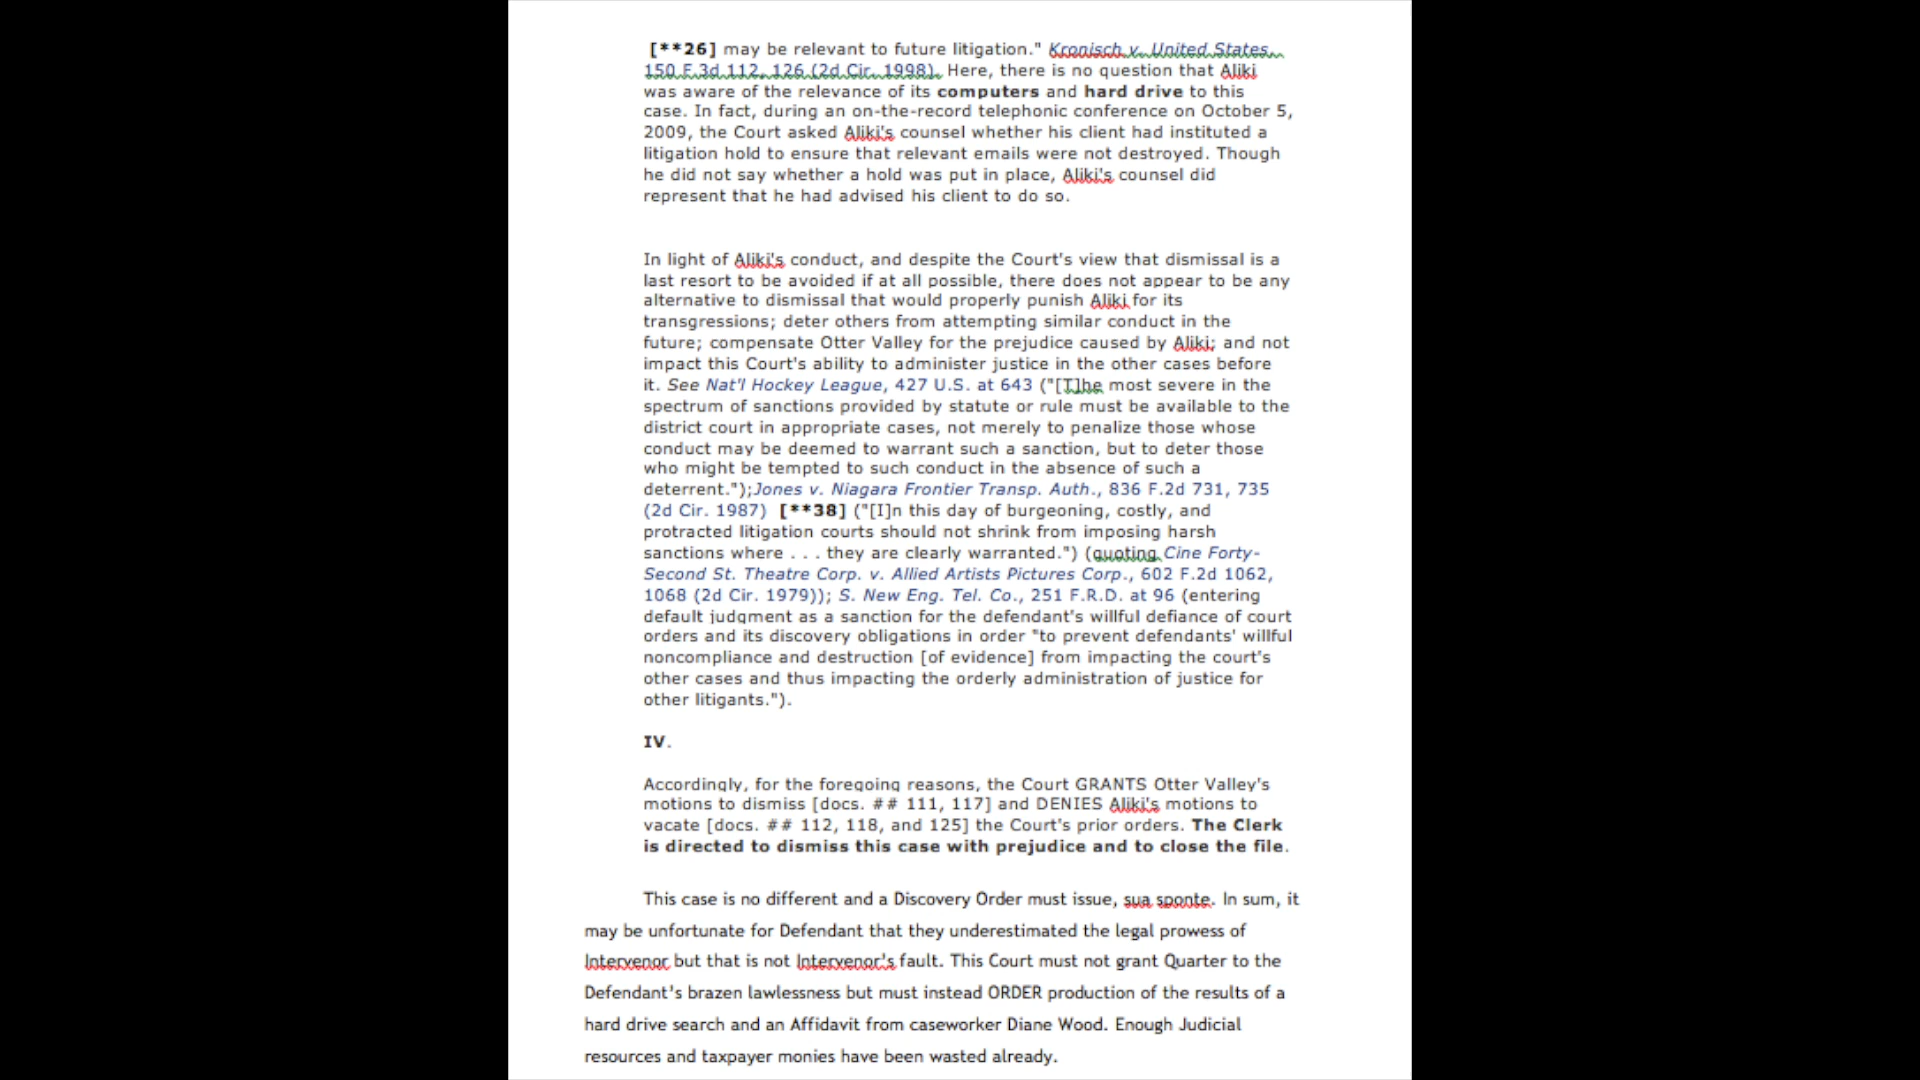 [**26] may be relevant to future litigation." Kronisch v. United States,
150 F.3d 112, 126 (2d Cir. 1998). Here, there is no question that Aliki
was aware of the relevance of its computers and hard drive to this
case. In fact, during an on-the-record telephonic conference on October 5,
2009, the Court asked Aliki's counsel whether his client had instituted a
litigation hold to ensure that relevant emails were not destroyed. Though
he did not say whether a hold was put in place, Aliki's counsel did
represent that he had advised his client to do so.
In light of Aliki's conduct, and despite the Court's view that dismissal is a
last resort to be avoided if at all possible, there does not appear to be any
alternative to dismissal that would properly punish Aliki for its
transgressions; deter others from attempting similar conduct in the
future; compensate Otter Valley for the prejudice caused by Aliki; and not
impact this Court's ability to administer justice in the other cases before
it. See Nat'l Hockey League, 427 U.S. at 643 ("[T]he most severe in the
spectrum of sanctions provided by statute or rule must be available to the
district court in appropriate cases, not merely to penalize those whose
conduct may be deemed to warrant such a sanction, but to deter those
who might be tempted to such conduct in the absence of such a
deterrent.");Jones v. Niagara Frontier Transp. Auth., 836 F.2d 731, 735
(2d Cir. 1987) [**38] ("[I]n this day of burgeoning, costly, and
protracted litigation courts should not shrink from imposing harsh
sanctions where . . . they are clearly warranted.") (quoting Cine Forty-
Second St. Theatre Corp. v. Allied Artists Pictures Corp., 602 F.2d 1062,
1068 (2d Cir. 1979)); S. New Eng. Tel. Co., 251 F.R.D. at 96 (entering
default judgment as a sanction for the defendant's willful defiance of court
orders and its discovery obligations in order "to prevent defendants' willful
noncompliance and destruction [of evidence] from impacting the court's
other cases and thus impacting the orderly administration of justice for
other litigants.").
IV.
Accordingly, for the foregoing reasons, the Court GRANTS Otter Valley's
motions to dismiss [docs. ## 111, 117] and DENIES Aliki's motions to
vacate [docs. ## 112, 118, and 125] the Court's prior orders. The Clerk
is directed to dismiss this case with prejudice and to close the file.
This case is no different and a Discovery Order must issue, sua sponte. In sum, it
may be unfortunate for Defendant that they underestimated the legal prowess of
Intervenor but that is not Intervenor's fault. This Court must not grant Quarter to the
Defendant's brazen lawlessness but must instead ORDER production of the results of a
hard drive search and an Affidavit from caseworker Diane Wood. Enough Judicial
resources and taxpayer monies have been wasted already.